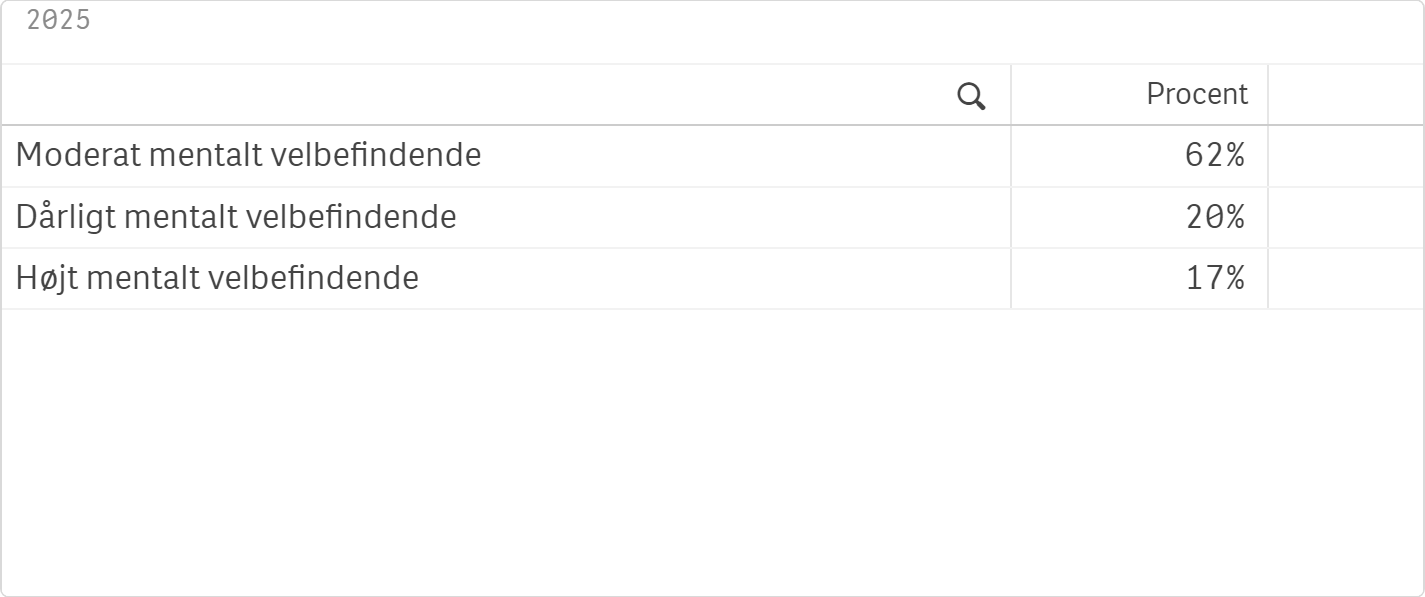 2025
Procent
Moderat mentalt velbefindende 62%
Dårligt mentalt velbefindende 20%
Højt mentalt velbefindende 17%